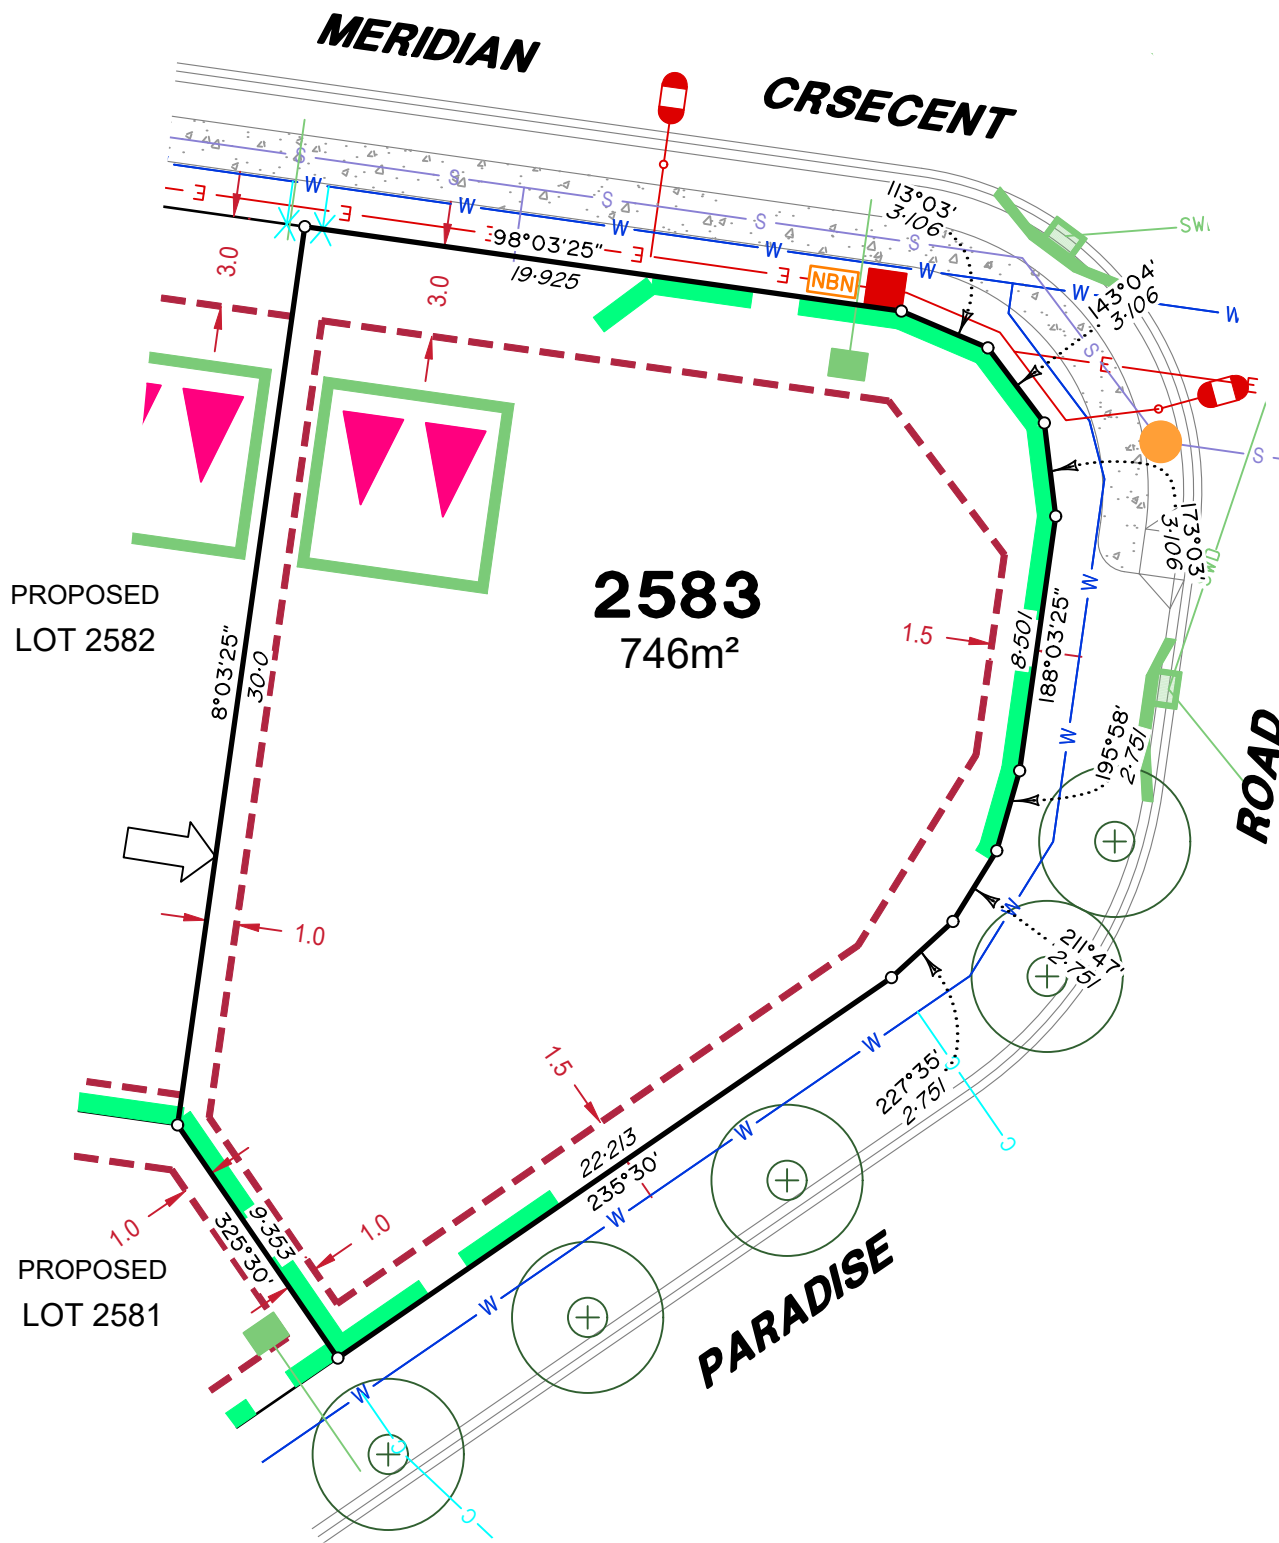 MERIDIAN
CRSECENT
S
S
S
S
S
S
S
W
W
W
W
W
W
W
E
E
E
E
E
E
SW
3.0
3.0
98°03'25"
19·925
NBN
113°03'
3·106
143°04'
3·106
173°03'
3·106
SWD
PROPOSED
LOT 2582
2583
746m²
8°03'25"
30·0
1.5
8·501
188°03'25"
W
W
195°58'
2·751
ROAD
1.0
W
211°47'
2·751
227°35'
2·751
C
C
1.5
22·213
235°30'
W
W
W
W
W
1.0
9·353
325°30'
1.0
PROPOSED
LOT 2581
PARADISE
C
C